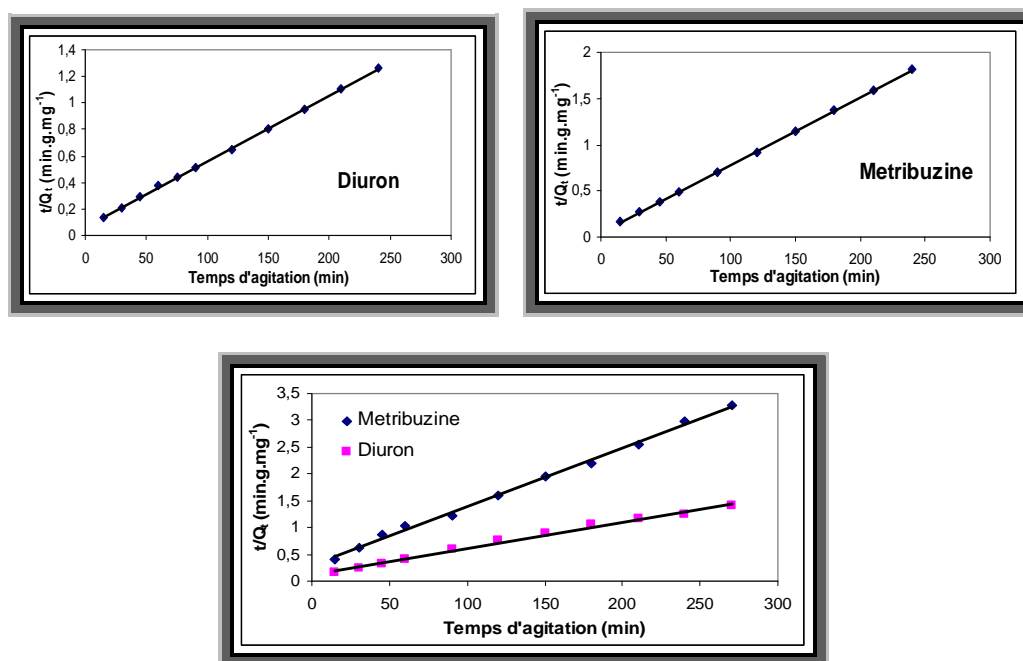 1,4
1,2
1
0,8
0,6
0,4
0,2
0
t/Qt (min.g.mg-1)
Diuron
0 50 100 150 200 250 300
Temps d'agitation (min)
2
1,5
1
0,5
0
t/Qt (min.g.mg-1)
Metribuzine
0 50 100 150 200 250 300
Temps d'agitation (min)
3,5
3
2,5
2
1,5
1
0,5
0
t/Qt (min.g.mg-1)
Metribuzine
Diuron
0 50 100 150 200 250 300
Temps d'agitation (min)